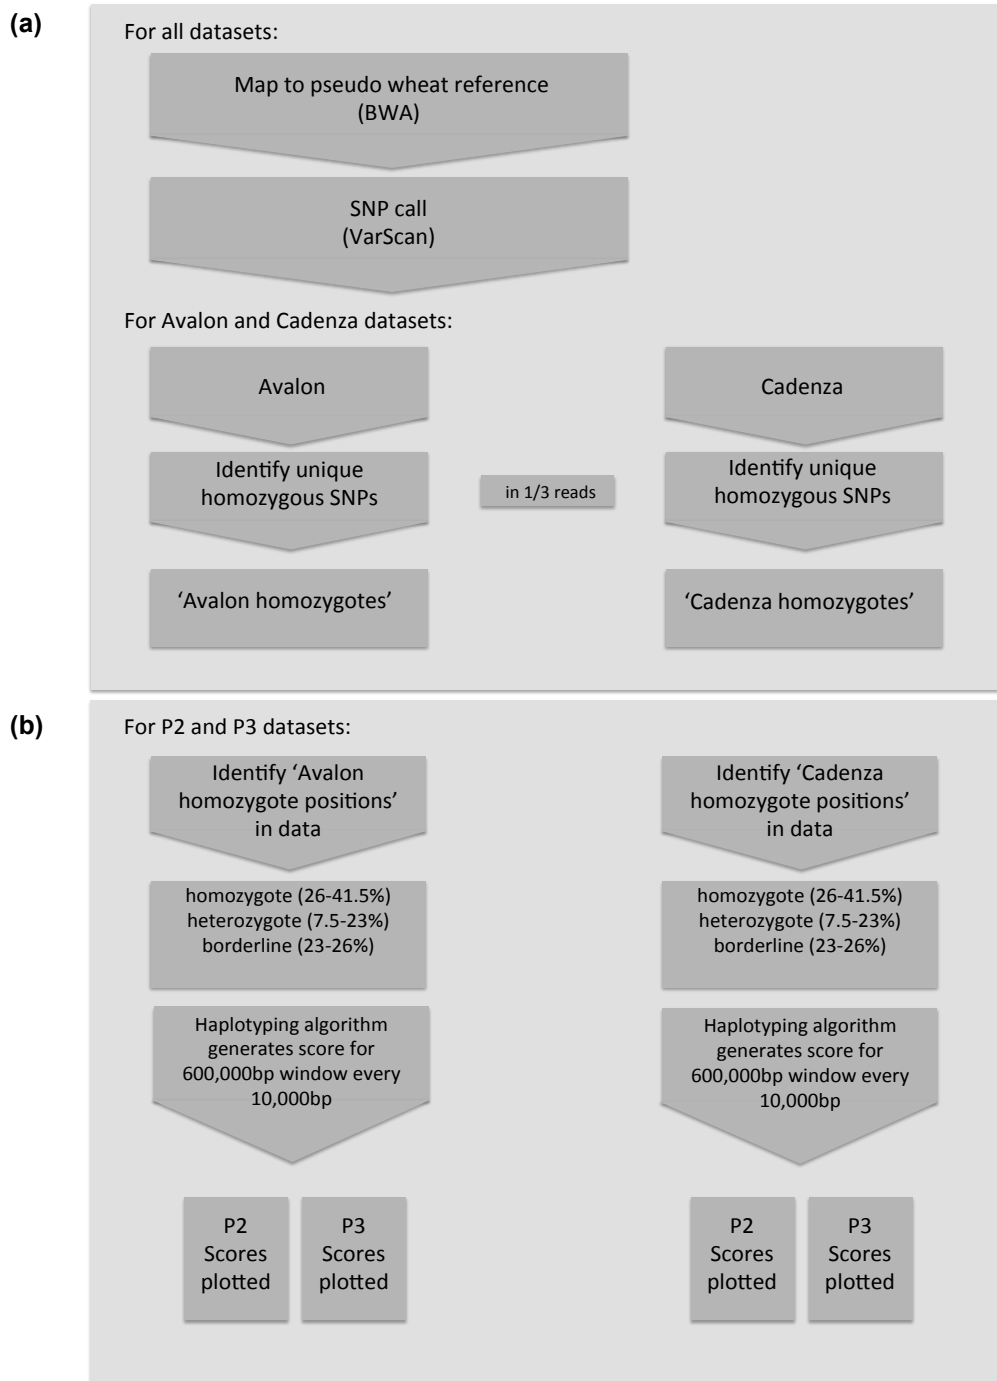 (a)
For all datasets:
Map to pseudo wheat reference
(BWA)
SNP call
(VarScan)
For Avalon and Cadenza datasets:
Avalon
Cadenza
Identify unique
homozygous SNPs
in 1/3 reads
Identify unique
homozygous SNPs
‘Avalon homozygotes’
‘Cadenza homozygotes’
(b)
For P2 and P3 datasets:
Identify ‘Avalon
homozygote positions’
in data
Identify ‘Cadenza
homozygote positions’
in data
homozygote (26-41.5%)
heterozygote (7.5-23%)
borderline (23-26%)
homozygote (26-41.5%)
heterozygote (7.5-23%)
borderline (23-26%)
Haplotyping algorithm
generates score for
600,000bp window every
10,000bp
Haplotyping algorithm
generates score for
600,000bp window every
10,000bp
P2
Scores
plotted
P3
Scores
plotted
P2
Scores
plotted
P3
Scores
plotted